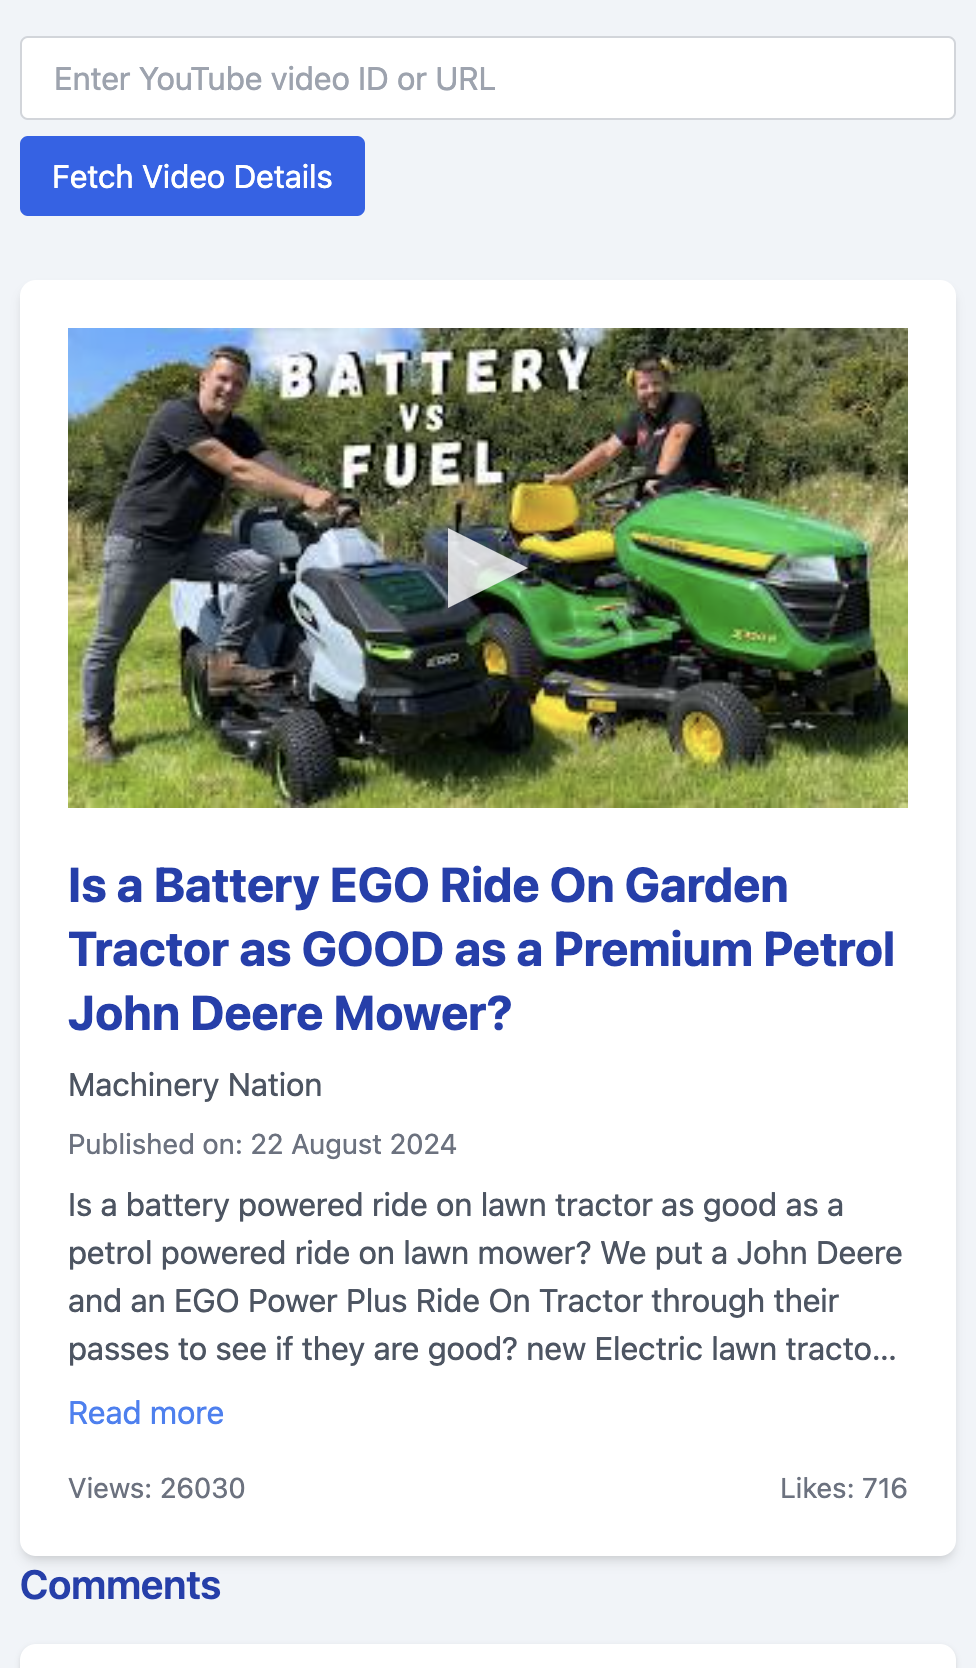 Enter YouTube video ID or URL
Fetch Video Details
BATTERY
VS
FUEL
EGO
Is a Battery EGO Ride On Garden
Tractor as GOOD as a Premium Petrol
John Deere Mower?
Machinery Nation
Published on: 22 August 2024
Is a battery powered ride on lawn tractor as good as a
petrol powered ride on lawn mower? We put a John Deere
and an EGO Power Plus Ride On Tractor through their
passes to see if they are good? new Electric lawn tracto...
Read more
Views: 26030
Likes: 716
Comments